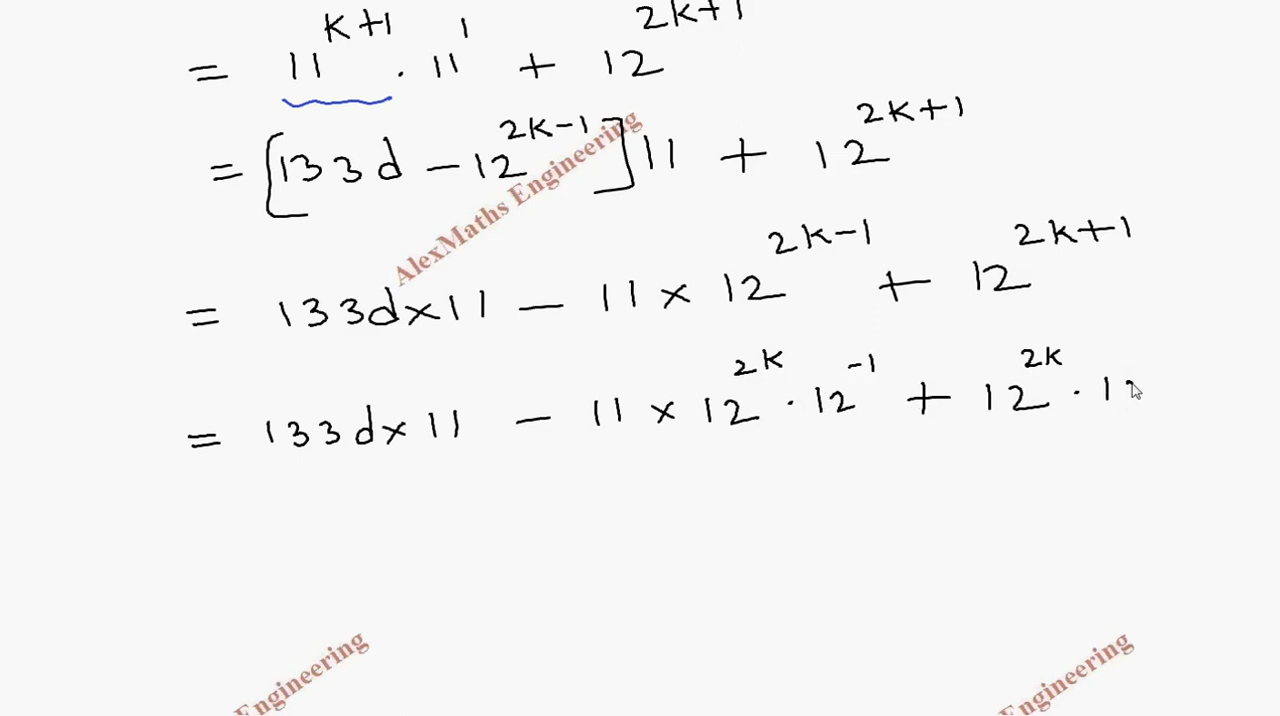 = 11^{k+1} · 11^1 + 12^{2k+1}
= [133d - 12^{2k-1}] 11 + 12^{2k+1}
AlexMaths Engineering
= 133d × 11 - 11 × 12^{2k-1} + 12^{2k+1}
= 133d × 11 - 11 × 12^{2k} · 12^{-1} + 12^{2k} · 1
Engineering
Engineering